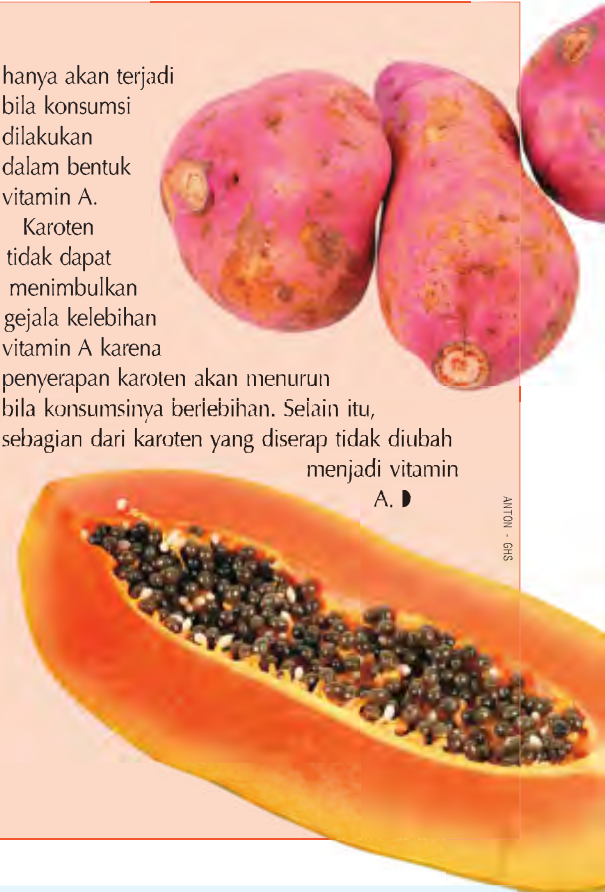 hanya akan terjadi
bila konsumsi
dilakukan
dalam bentuk
vitamin A.
Karoten
tidak dapat
menimbulkan
gejala kelebihan
vitamin A karena
penyerapan karoten akan menurun
bila konsumsinya berlebihan. Selain itu,
sebagian dari karoten yang diserap tidak diubah
menjadi vitamin
A.
ANTON - GHS